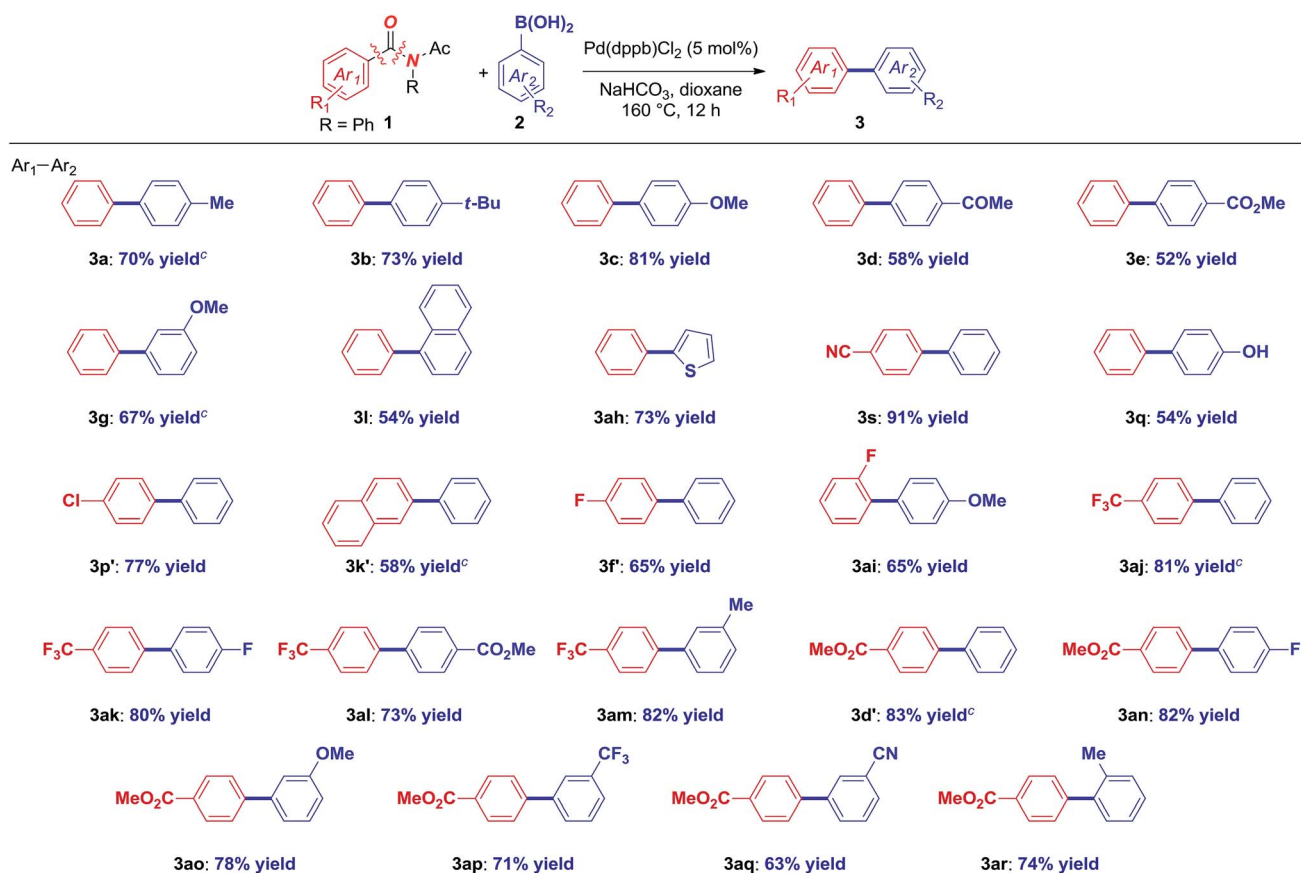 O
Ac
N
R
Ar₁
R₁
R = Ph
1
+
B(OH)₂
Ar₂
R₂
2
Pd(dppb)Cl₂ (5 mol%)
NaHCO₃, dioxane
160 °C, 12 h
Ar₁
R₁
Ar₂
R₂
3
Ar₁–Ar₂
Me
t-Bu
OMe
COMe
CO₂Me
3a: 70% yieldᶜ
3b: 73% yield
3c: 81% yield
3d: 58% yield
3e: 52% yield
OMe
S
NC
OH
3g: 67% yieldᶜ
3l: 54% yield
3ah: 73% yield
3s: 91% yield
3q: 54% yield
Cl
F
F
OMe
F₃C
3p': 77% yield
3k': 58% yieldᶜ
3f': 65% yield
3ai: 65% yield
3aj: 81% yieldᶜ
F₃C
F
F₃C
CO₂Me
F₃C
Me
MeO₂C
MeO₂C
F
3ak: 80% yield
3al: 73% yield
3am: 82% yield
3d': 83% yieldᶜ
3an: 82% yield
MeO₂C
OMe
MeO₂C
CF₃
MeO₂C
CN
MeO₂C
Me
3ao: 78% yield
3ap: 71% yield
3aq: 63% yield
3ar: 74% yield